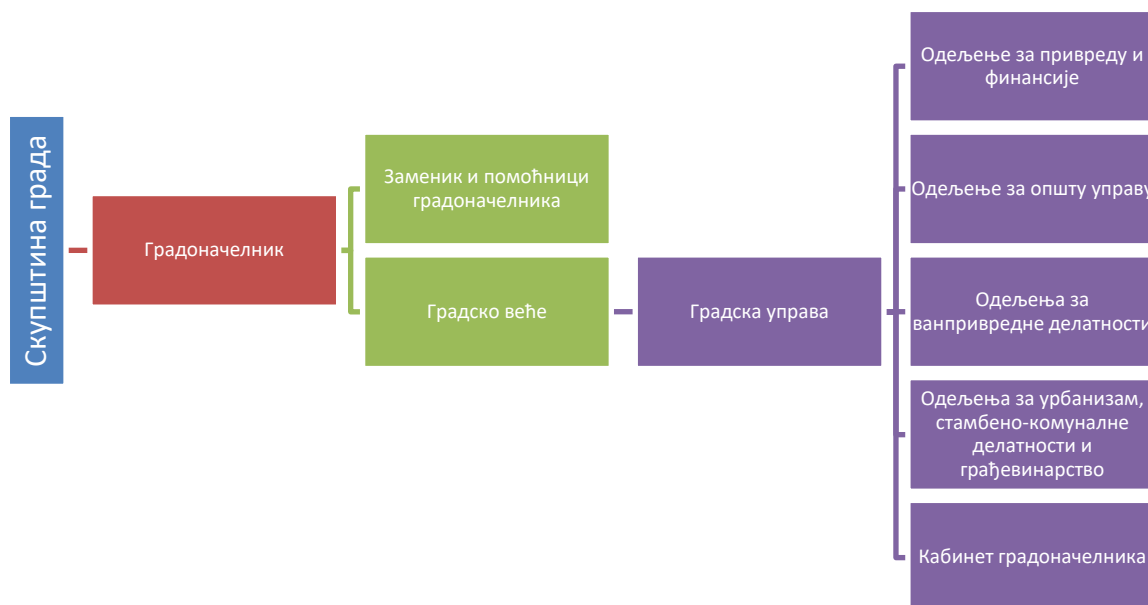 Скупштина града
Градоначелник
Заменик и помоћници
градоначелника
Градско веће
Градска управа
Одељење за привреду и
финансије
Одељење за општу управу
Одељења за
ванпривредне делатности
Одељења за урбанизам,
стамбено-комуналне
делатности и
грађевинарство
Кабинет градоначелника